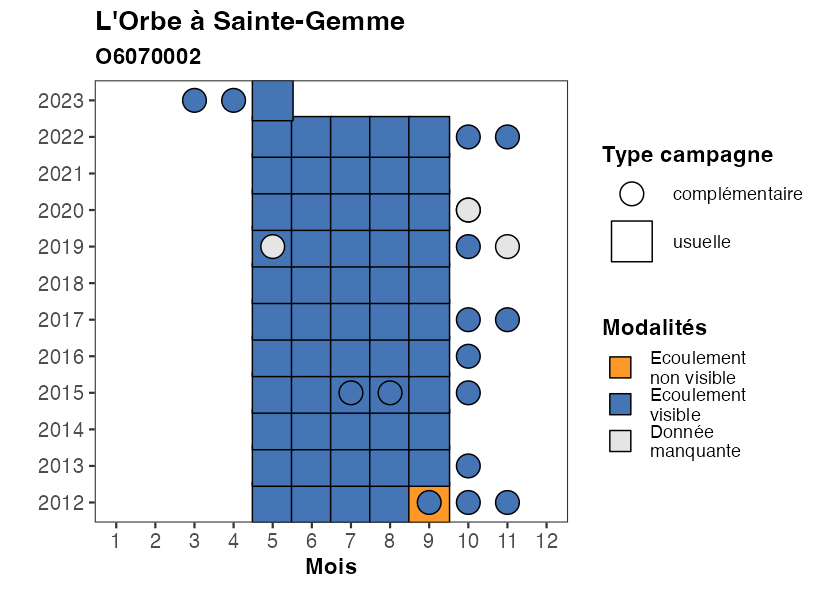 L'Orbe à Sainte-Gemme
O6070002
2023
2022
2021
2020
2019
2018
2017
2016
2015
2014
2013
2012
1 2 3 4 5 6 7 8 9 10 11 12
Mois
Type campagne
complémentaire
usuelle
Modalités
Ecoulement
non visible
Ecoulement
visible
Donnée
manquante